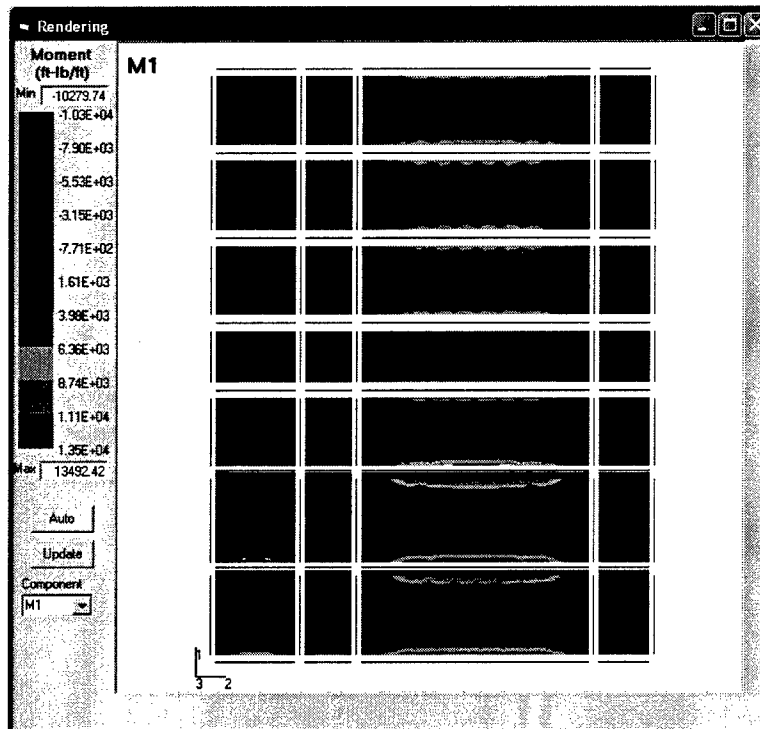 Rendering
Moment
(ft-lb/ft)
Min -10279.74
-1.03E+04
-7.90E+03
-5.53E+03
-3.15E+03
-7.71E+02
1.61E+03
3.98E+03
6.36E+03
8.74E+03
1.11E+04
1.35E+04
Max 13492.42
Auto
Update
Component
M1
M1
1
3 2